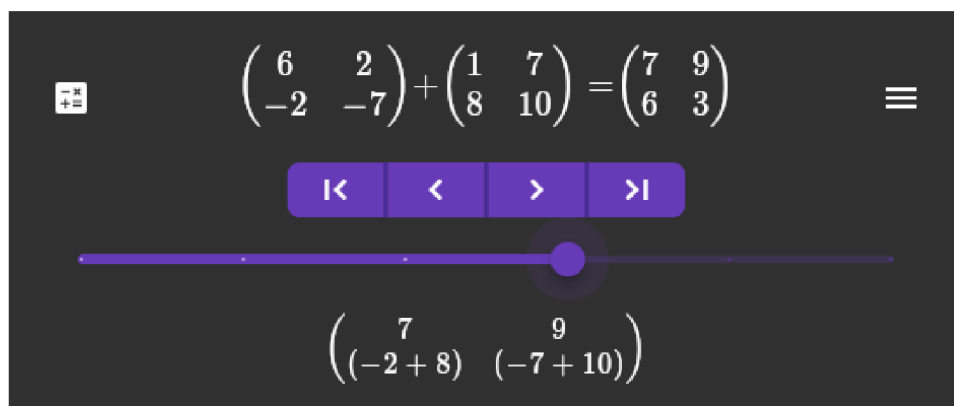 ( 6 2 ) + ( 1 7 ) = ( 7 9 )
( −2 −7 ) ( 8 10 ) ( 6 3 )
( 7 9 )
( (−2 + 8) (−7 + 10) )